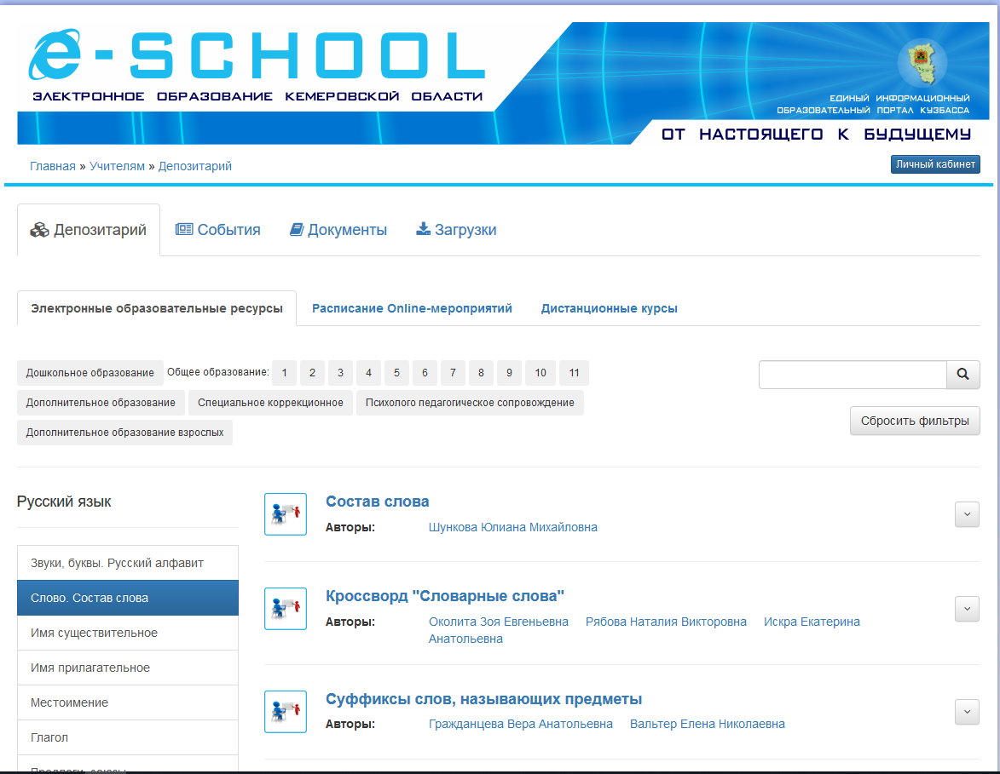 e-SCHOOL
ЭЛЕКТРОННОЕ ОБРАЗОВАНИЕ КЕМЕРОВСКОЙ ОБЛАСТИ
ЕДИНЫЙ ИНФОРМАЦИОННЫЙ
ОБРАЗОВАТЕЛЬНЫЙ ПОРТАЛ КУЗБАССА
ОТ НАСТОЯЩЕГО К БУДУЩЕМУ
Главная » Учителям » Депозитарий
Личный кабинет
Депозитарий События Документы Загрузки
Электронные образовательные ресурсы Расписание Online-мероприятий Дистанционные курсы
Дошкольное образование Общее образование: 1 2 3 4 5 6 7 8 9 10 11
Дополнительное образование Специальное коррекционное Психолого педагогическое сопровождение
Дополнительное образование взрослых
Сбросить фильтры
Русский язык
Звуки, буквы. Русский алфавит
Слово. Состав слова
Имя существительное
Имя прилагательное
Местоимение
Глагол
Предлоги, союзы
Состав слова
Авторы: Шункова Юлиана Михайловна
Кроссворд "Словарные слова"
Авторы: Околита Зоя Евгеньевна Рябова Наталия Викторовна Искра Екатерина
Анатольевна
Суффиксы слов, называющих предметы
Авторы: Гражданцева Вера Анатольевна Вальтер Елена Николаевна